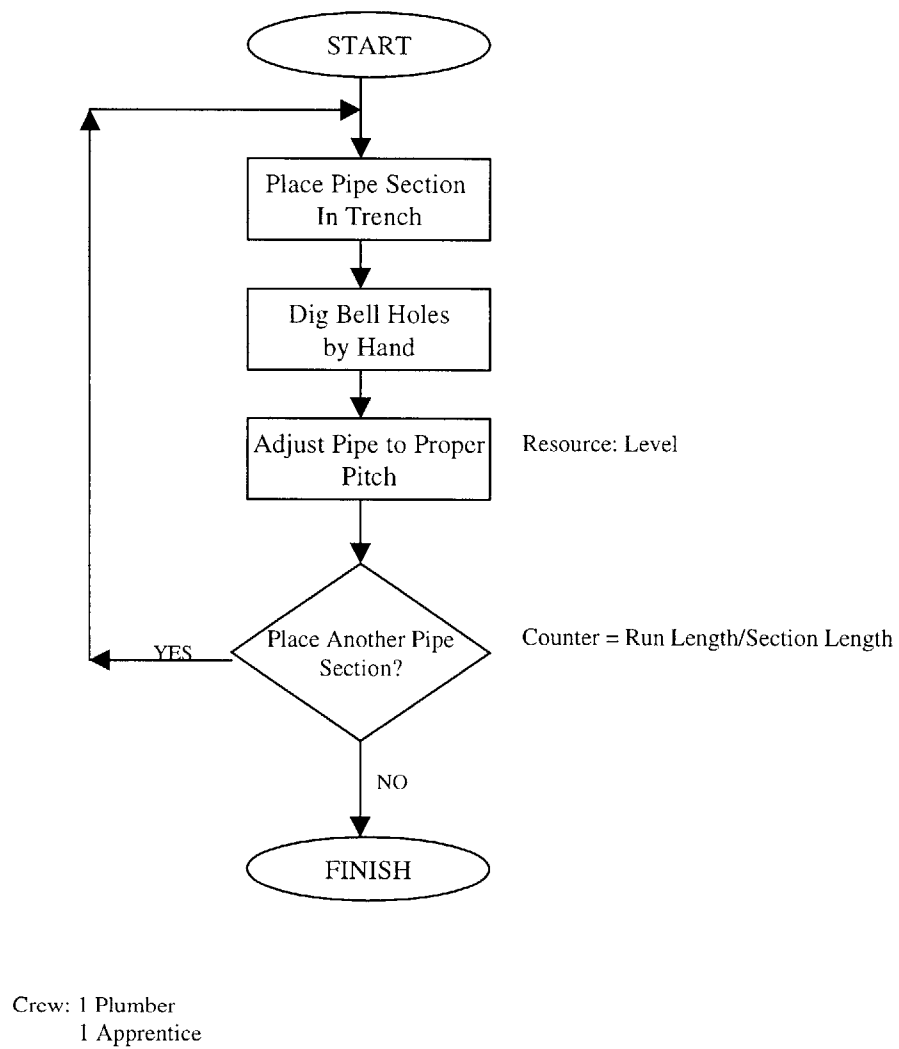 START
Place Pipe Section
In Trench
Dig Bell Holes
by Hand
Adjust Pipe to Proper
Pitch
Resource: Level
Place Another Pipe
Section?
Counter = Run Length/Section Length
YES
NO
FINISH
Crew: 1 Plumber
1 Apprentice